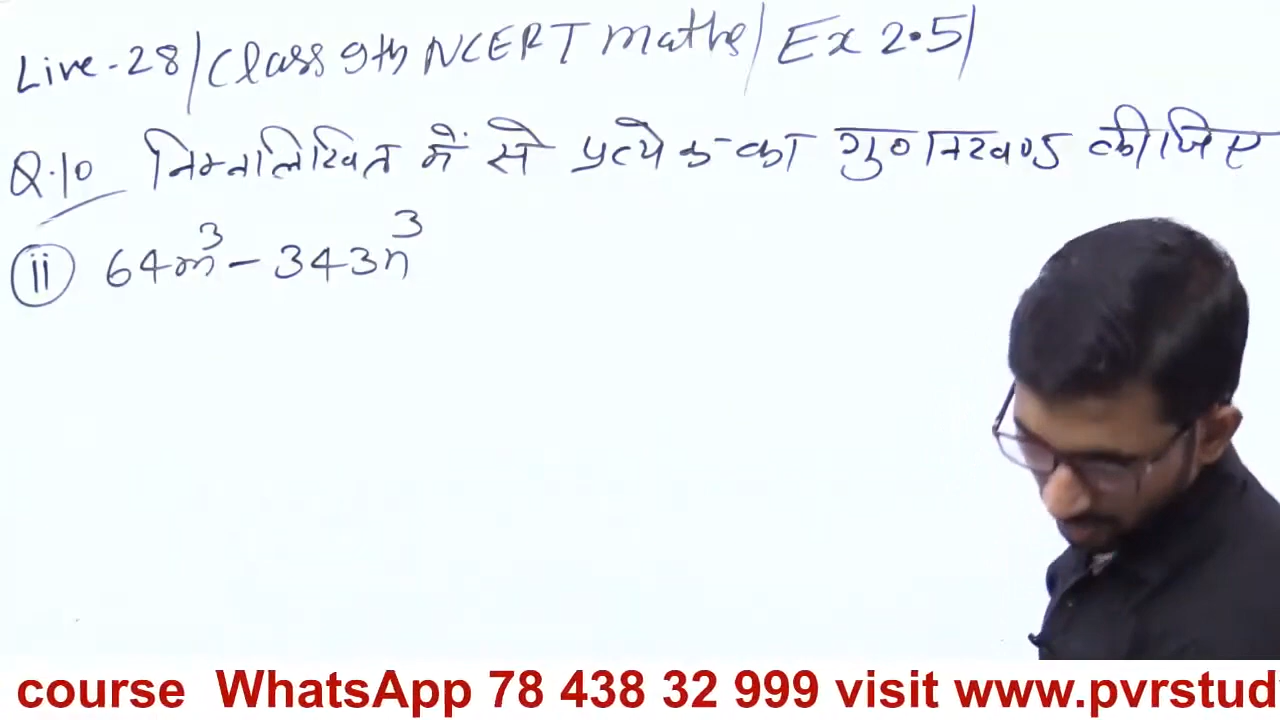 Live-28/Class 9th NCERT maths/Ex 2.5/
Q.10 निम्नलिखित में से प्रत्येक का गुणनखण्ड कीजिए
ii 64m³-343n³
course WhatsApp 78 438 32 999 visit www.pvrstud